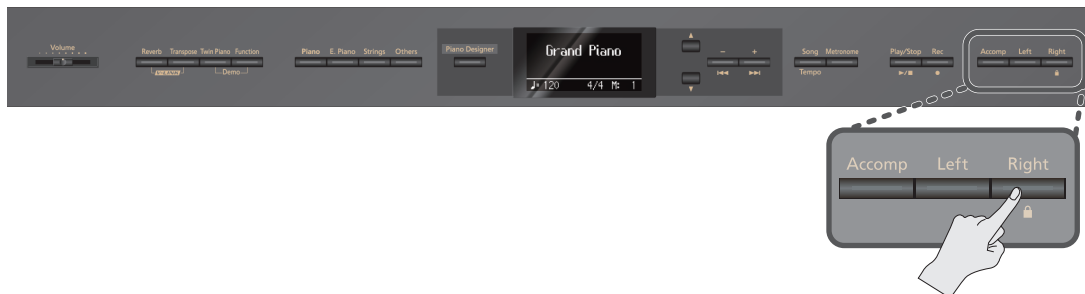 Volume
Reverb Transpose Twin Piano Function
V-LINK
Demo
Piano E. Piano Strings Others
Piano Designer
Grand Piano
♩= 120 4/4 M: 1
- +
Song Metronome
Tempo
Play/Stop Rec
Accomp Left Right
Accomp Left Right